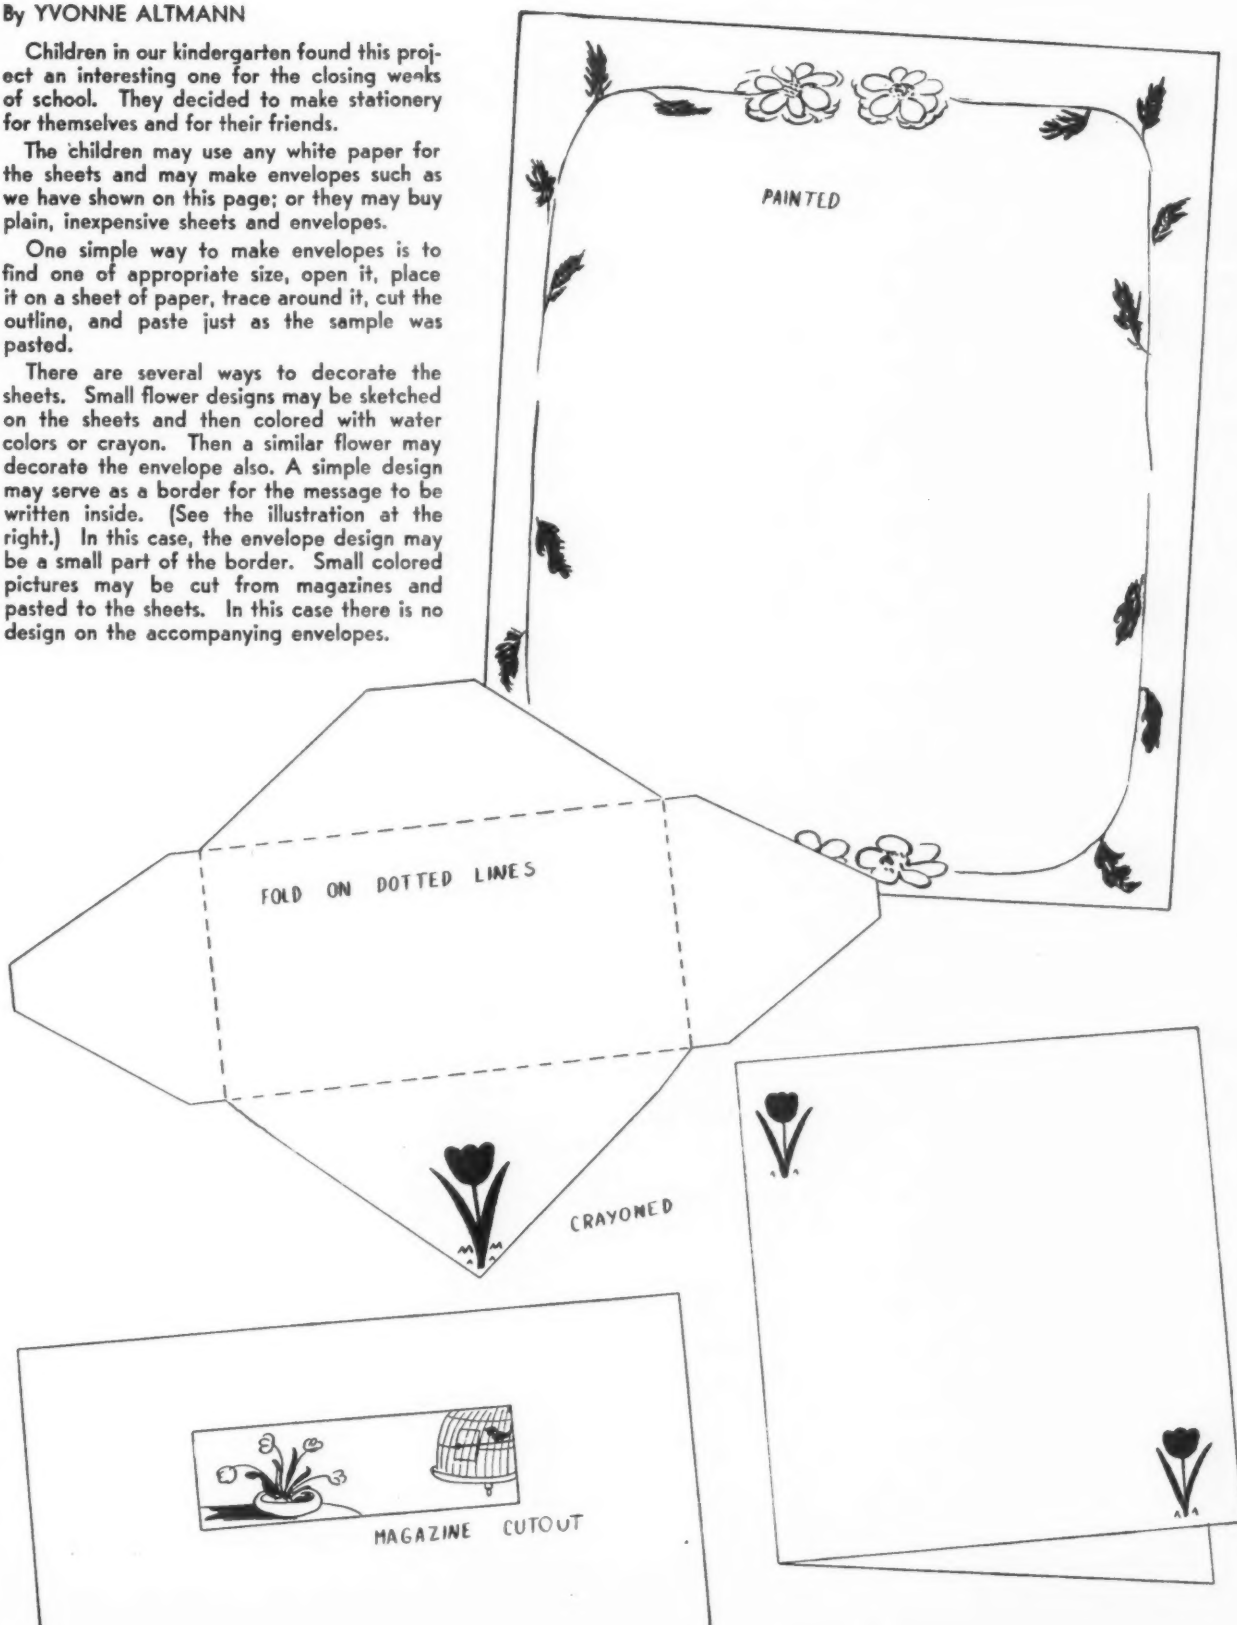 By YVONNE ALTMANN
Children in our kindergarten found this proj-
ect an interesting one for the closing weeks
of school. They decided to make stationery
for themselves and for their friends.
The children may use any white paper for
the sheets and may make envelopes such as
we have shown on this page; or they may buy
plain, inexpensive sheets and envelopes.
One simple way to make envelopes is to
find one of appropriate size, open it, place
it on a sheet of paper, trace around it, cut the
outline, and paste just as the sample was
pasted.
There are several ways to decorate the
sheets. Small flower designs may be sketched
on the sheets and then colored with water
colors or crayon. Then a similar flower may
decorate the envelope also. A simple design
may serve as a border for the message to be
written inside. (See the illustration at the
right.) In this case, the envelope design may
be a small part of the border. Small colored
pictures may be cut from magazines and
pasted to the sheets. In this case there is no
design on the accompanying envelopes.
PAINTED
FOLD ON DOTTED LINES
CRAYONED
MAGAZINE CUTOUT